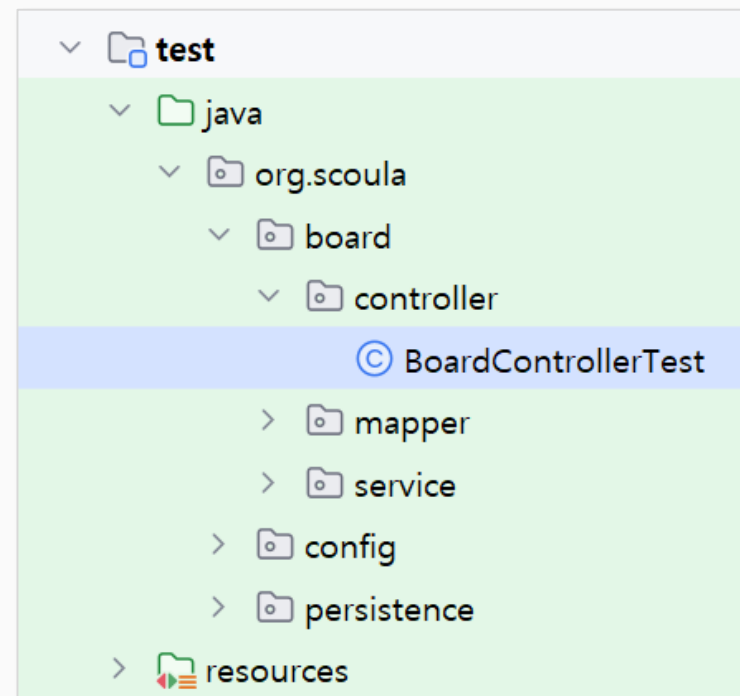 test
java
org.scoula
board
controller
BoardControllerTest
mapper
service
config
persistence
resources